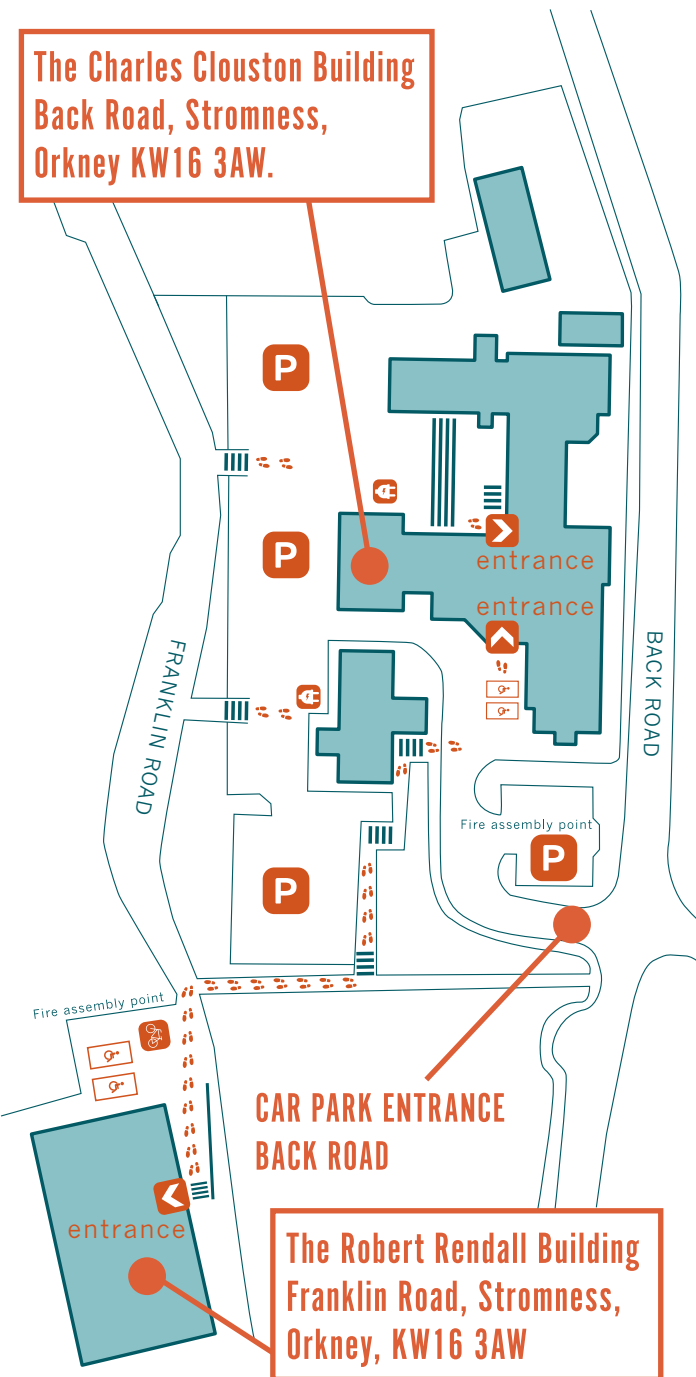 The Charles Clouston Building
Back Road, Stromness,
Orkney KW16 3AW.
P
P
entrance
entrance
FRANKLIN ROAD
BACK ROAD
Fire assembly point
P
P
Fire assembly point
CAR PARK ENTRANCE
BACK ROAD
entrance
The Robert Rendall Building
Franklin Road, Stromness,
Orkney, KW16 3AW